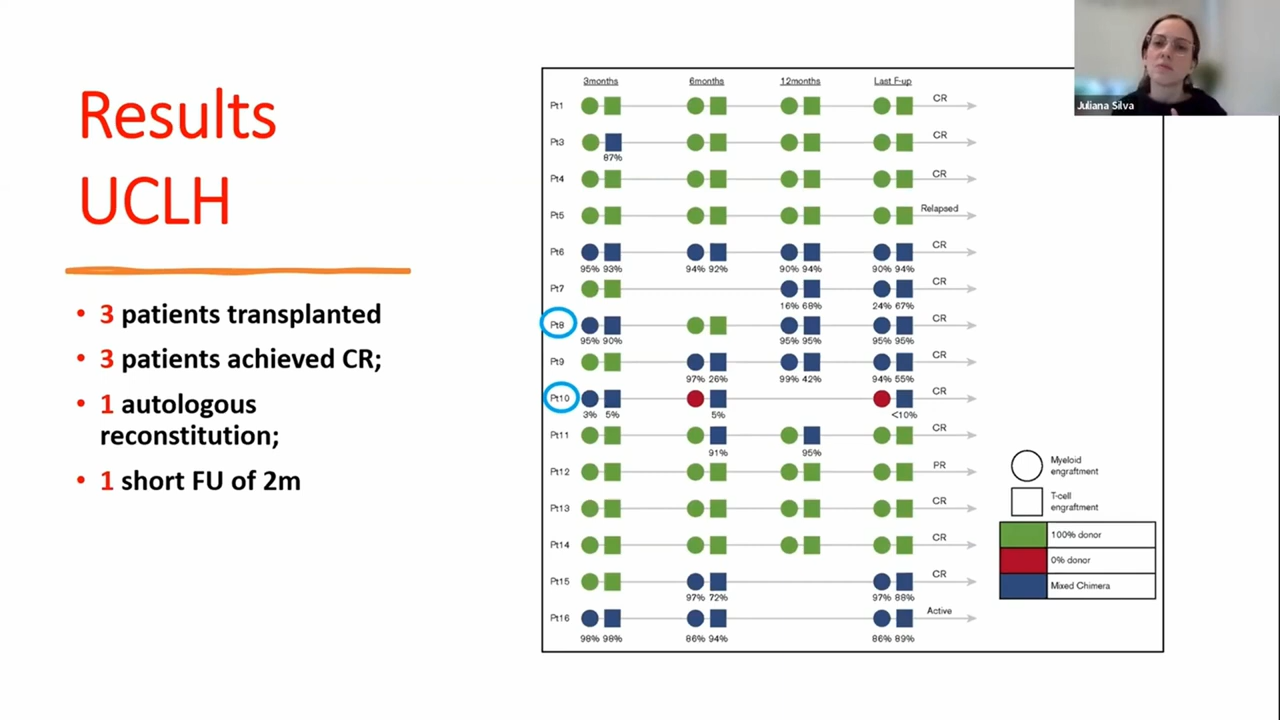 Results
UCLH
• 3 patients transplanted
• 3 patients achieved CR;
• 1 autologous
reconstitution;
• 1 short FU of 2m
3months 6months 12months Last F-up
Pt1 CR
Pt3 CR
87%
Pt4 CR
Pt5 Relapsed
Pt6 CR
95% 93% 94% 92% 90% 94% 90% 94%
Pt7 CR
16% 68% 24% 67%
Pt8 CR
95% 90% 95% 95% 95% 95%
Pt9 CR
97% 26% 99% 42% 94% 55%
Pt10 CR
3% 5% 5% <10%
Pt11 CR
91% 95%
Pt12 PR
Pt13 CR
Pt14 CR
Pt15 CR
97% 72% 97% 88%
Pt16 Active
98% 98% 86% 94% 86% 89%
Myeloid
engraftment
T-cell
engraftment
100% donor
0% donor
Mixed Chimera
Juliana Silva